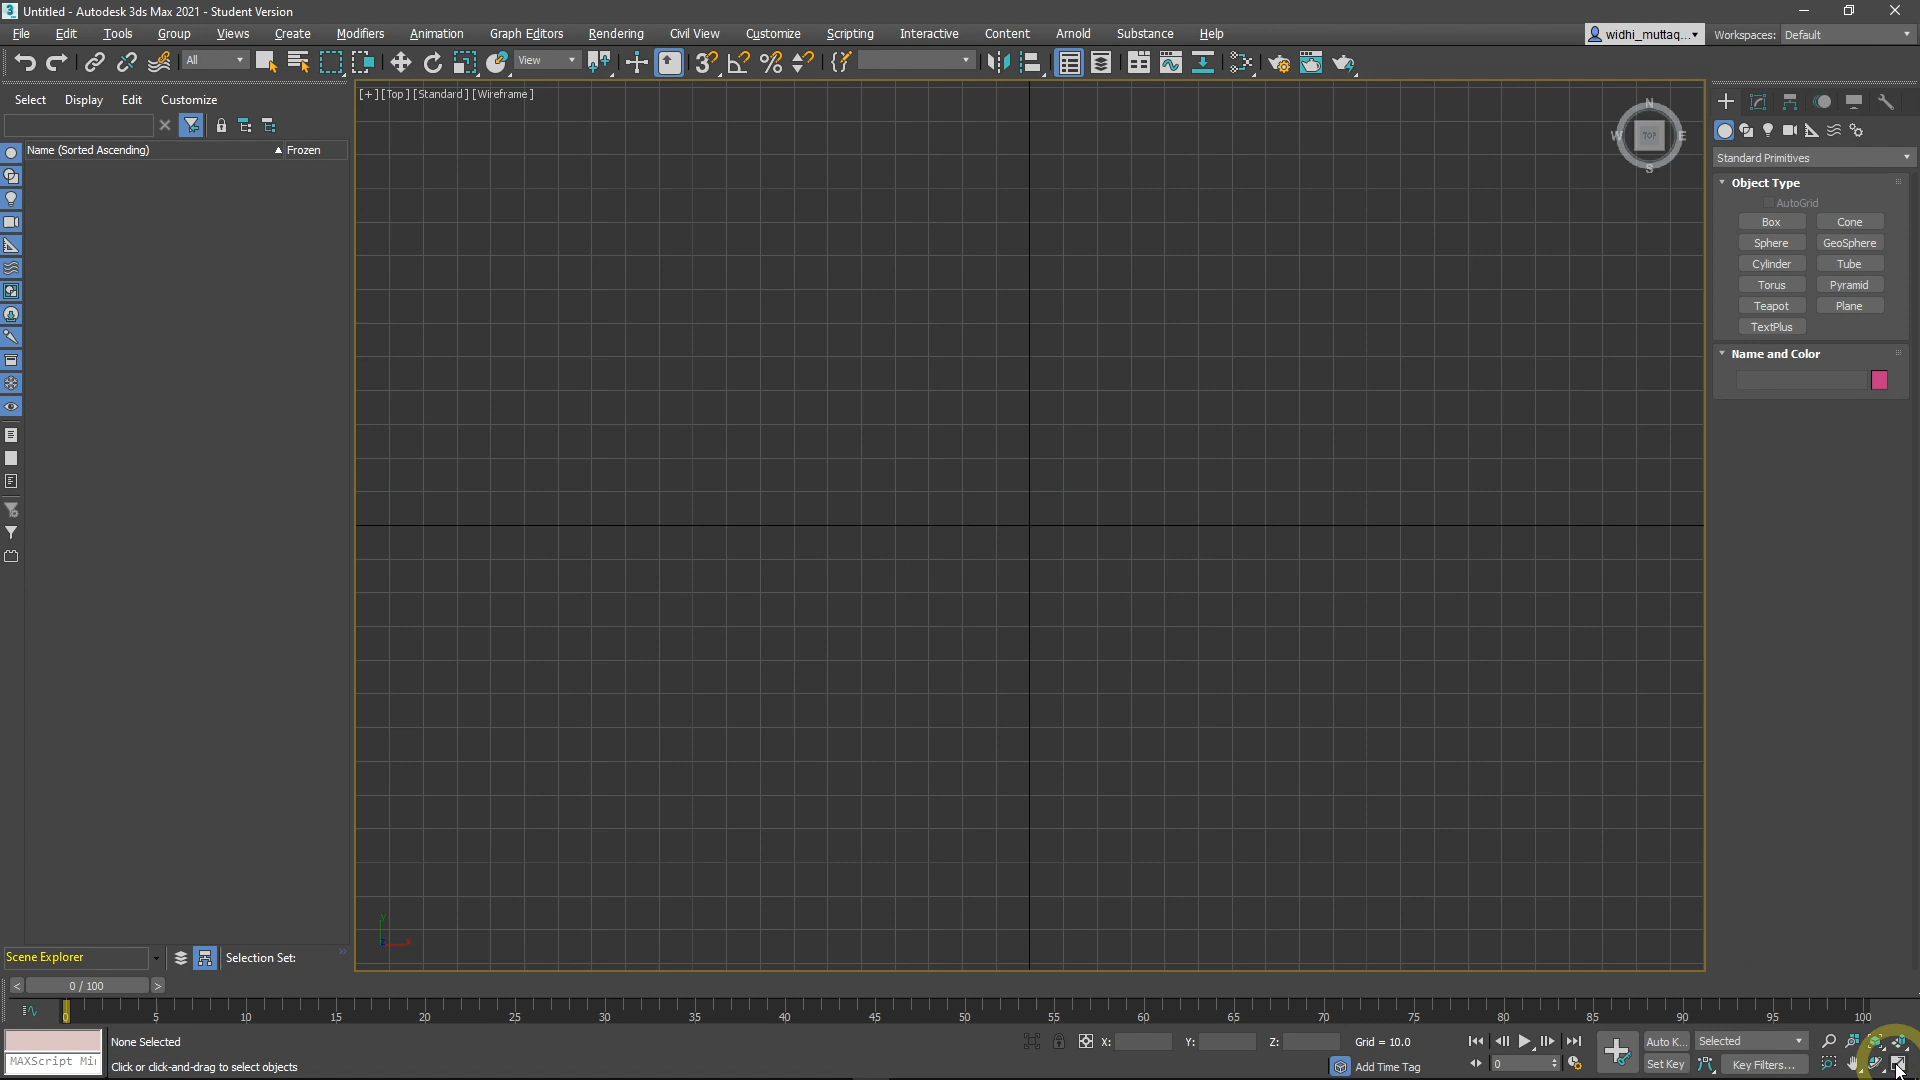 Untitled - Autodesk 3ds Max 2021 - Student Version
File Edit Tools Group Views Create Modifiers Animation Graph Editors Rendering Civil View Customize Scripting Interactive Content Arnold Substance Help widhi_muttaq... Workspaces: Default
All View
Select Display Edit Customize
Name (Sorted Ascending) Frozen
[+] [Top] [Standard] [Wireframe]
N
W TOP E
S
Standard Primitives
Object Type
AutoGrid
Box Cone
Sphere GeoSphere
Cylinder Tube
Torus Pyramid
Teapot Plane
TextPlus
Name and Color
y
x
Scene Explorer Selection Set:
< 0 / 100 >
0 5 10 15 20 25 30 35 40 45 50 55 60 65 70 75 80 85 90 95 100
None Selected X: Y: Z: Grid = 10.0 Auto K... Selected
MAXScript Mi Click or click-and-drag to select objects Add Time Tag 0 Set Key Key Filters...